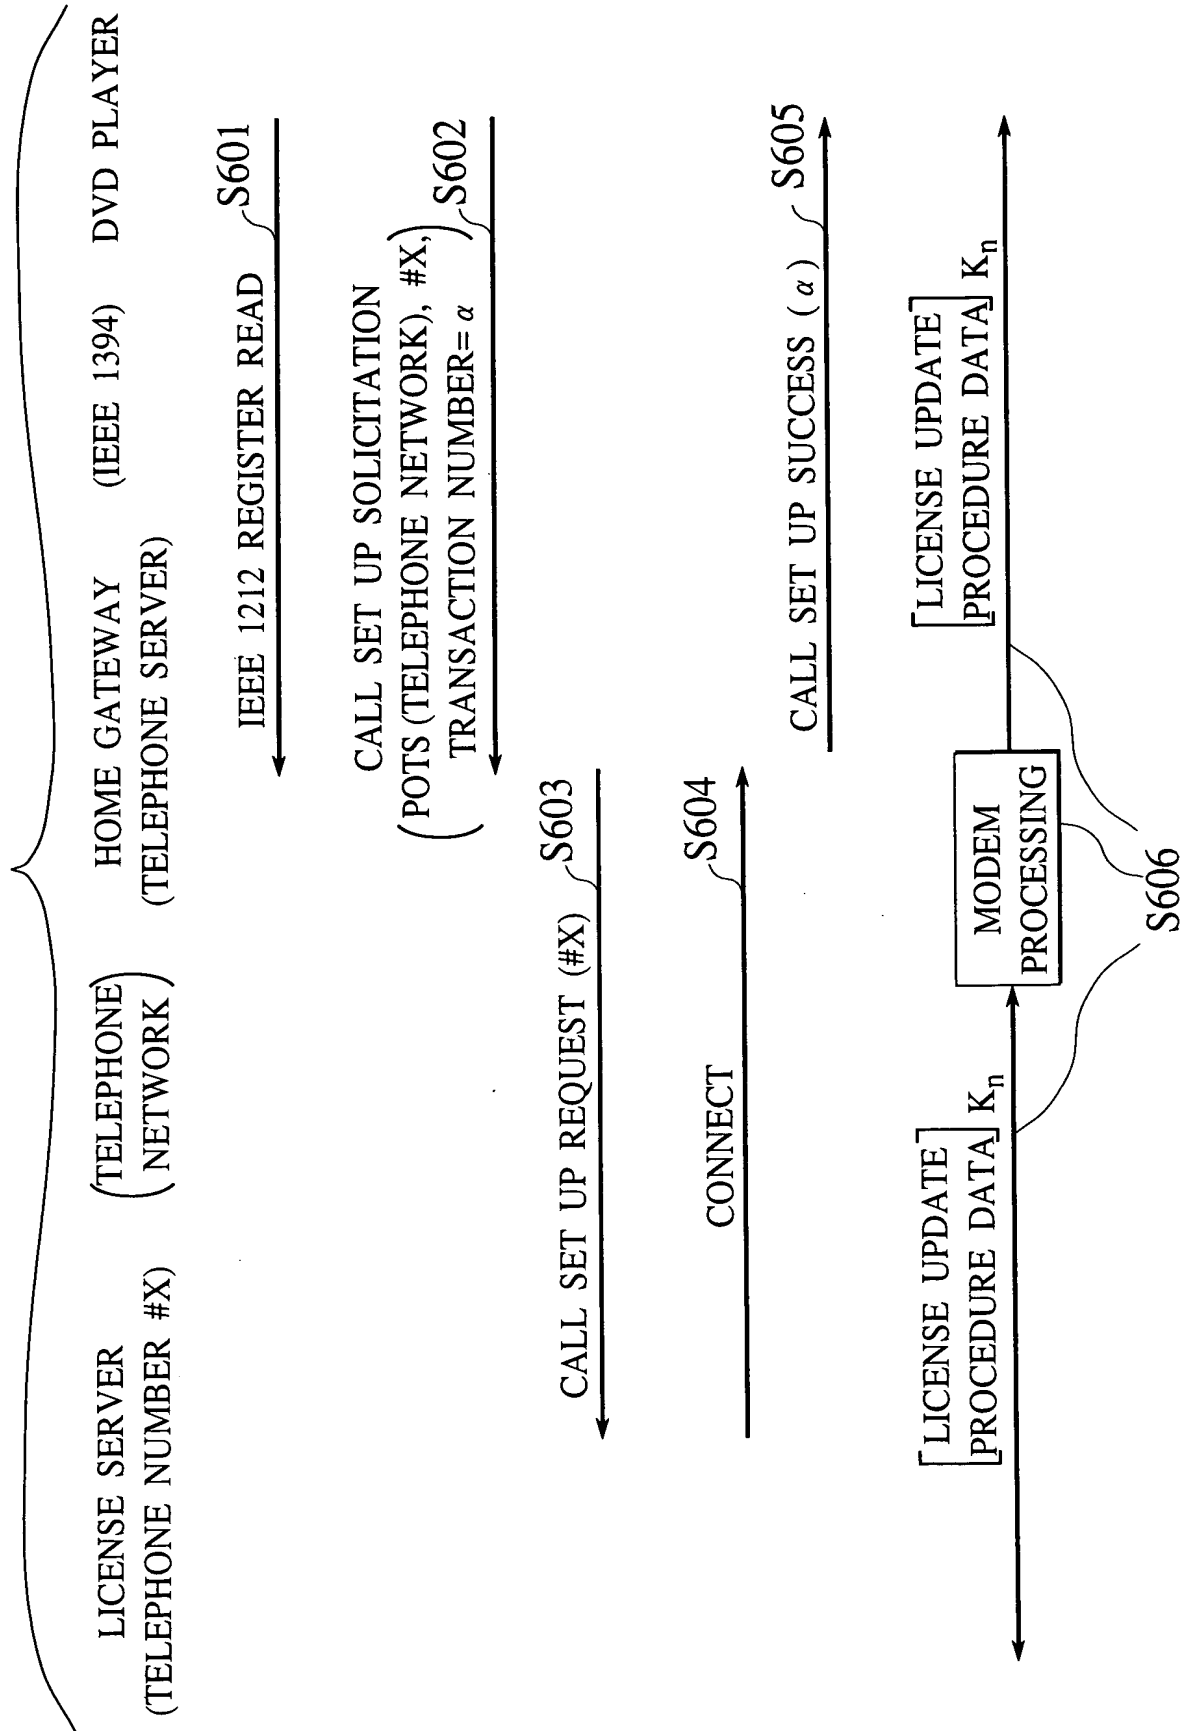 LICENSE SERVER
(TELEPHONE NUMBER #X)
(TELEPHONE
NETWORK)
HOME GATEWAY
(TELEPHONE SERVER)
(IEEE 1394)
DVD PLAYER
IEEE 1212 REGISTER READ
S601
CALL SET UP SOLICITATION
(POTS (TELEPHONE NETWORK), #X,
TRANSACTION NUMBER= α)
S602
CALL SET UP REQUEST (#X)
S603
CONNECT
S604
CALL SET UP SUCCESS (α)
S605
[LICENSE UPDATE
PROCEDURE DATA] Kn
MODEM
PROCESSING
[LICENSE UPDATE
PROCEDURE DATA] Kn
S606